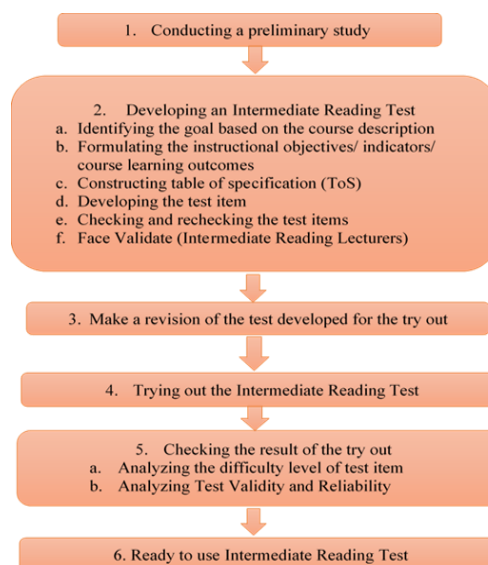 1. Conducting a preliminary study
2. Developing an Intermediate Reading Test
a. Identifying the goal based on the course description
b. Formulating the instructional objectives/ indicators/
course learning outcomes
c. Constructing table of specification (ToS)
d. Developing the test item
e. Checking and rechecking the test items
f. Face Validate (Intermediate Reading Lecturers)
3. Make a revision of the test developed for the try out
4. Trying out the Intermediate Reading Test
5. Checking the result of the try out
a. Analyzing the difficulty level of test item
b. Analyzing Test Validity and Reliability
6. Ready to use Intermediate Reading Test